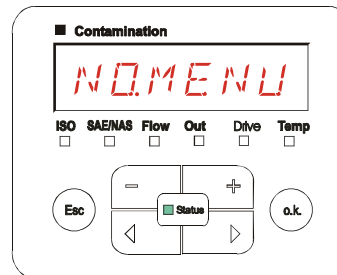 Contamination
NO.MENU
ISO SAE/NAS Flow Out Drive Temp
− +
Esc Status o.k.